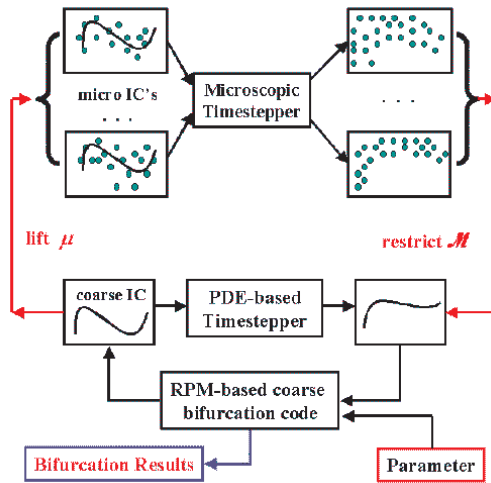 micro IC's
. . .
Microscopic
Timestepper
. . .
lift μ
restrict ℳ
coarse IC
PDE-based
Timestepper
RPM-based coarse
bifurcation code
Bifurcation Results
Parameter